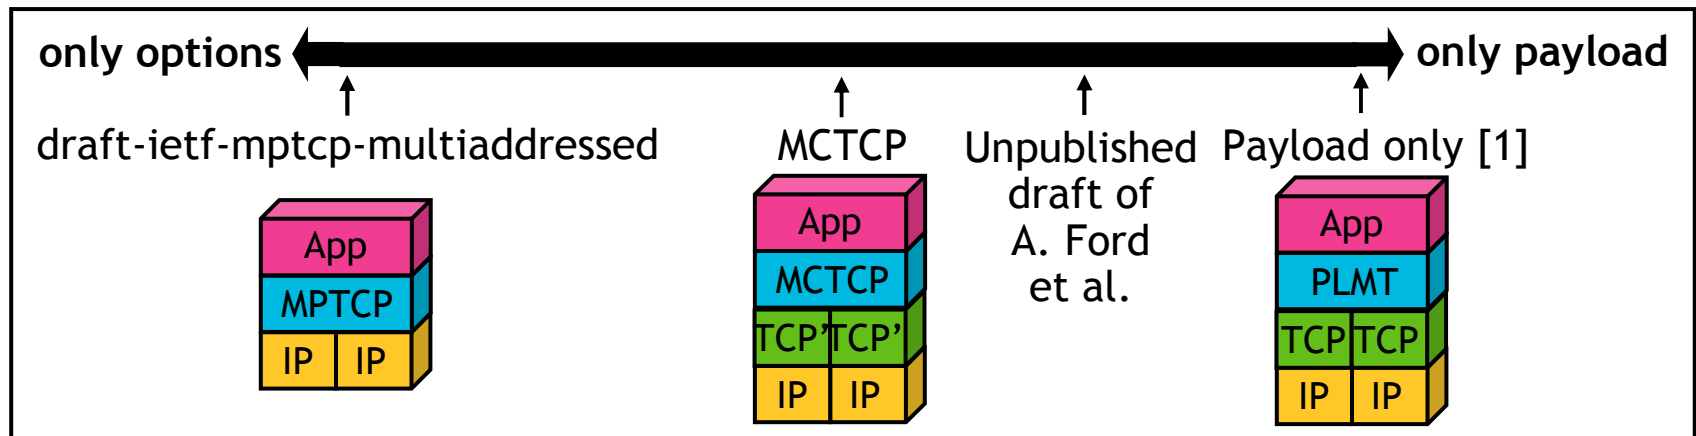 only options
only payload
draft-ietf-mptcp-multiaddressed
MCTCP
Unpublished
draft of
A. Ford
et al.
Payload only [1]
App
MPTCP
IP IP
App
MCTCP
TCP' TCP'
IP IP
App
PLMT
TCP TCP
IP IP